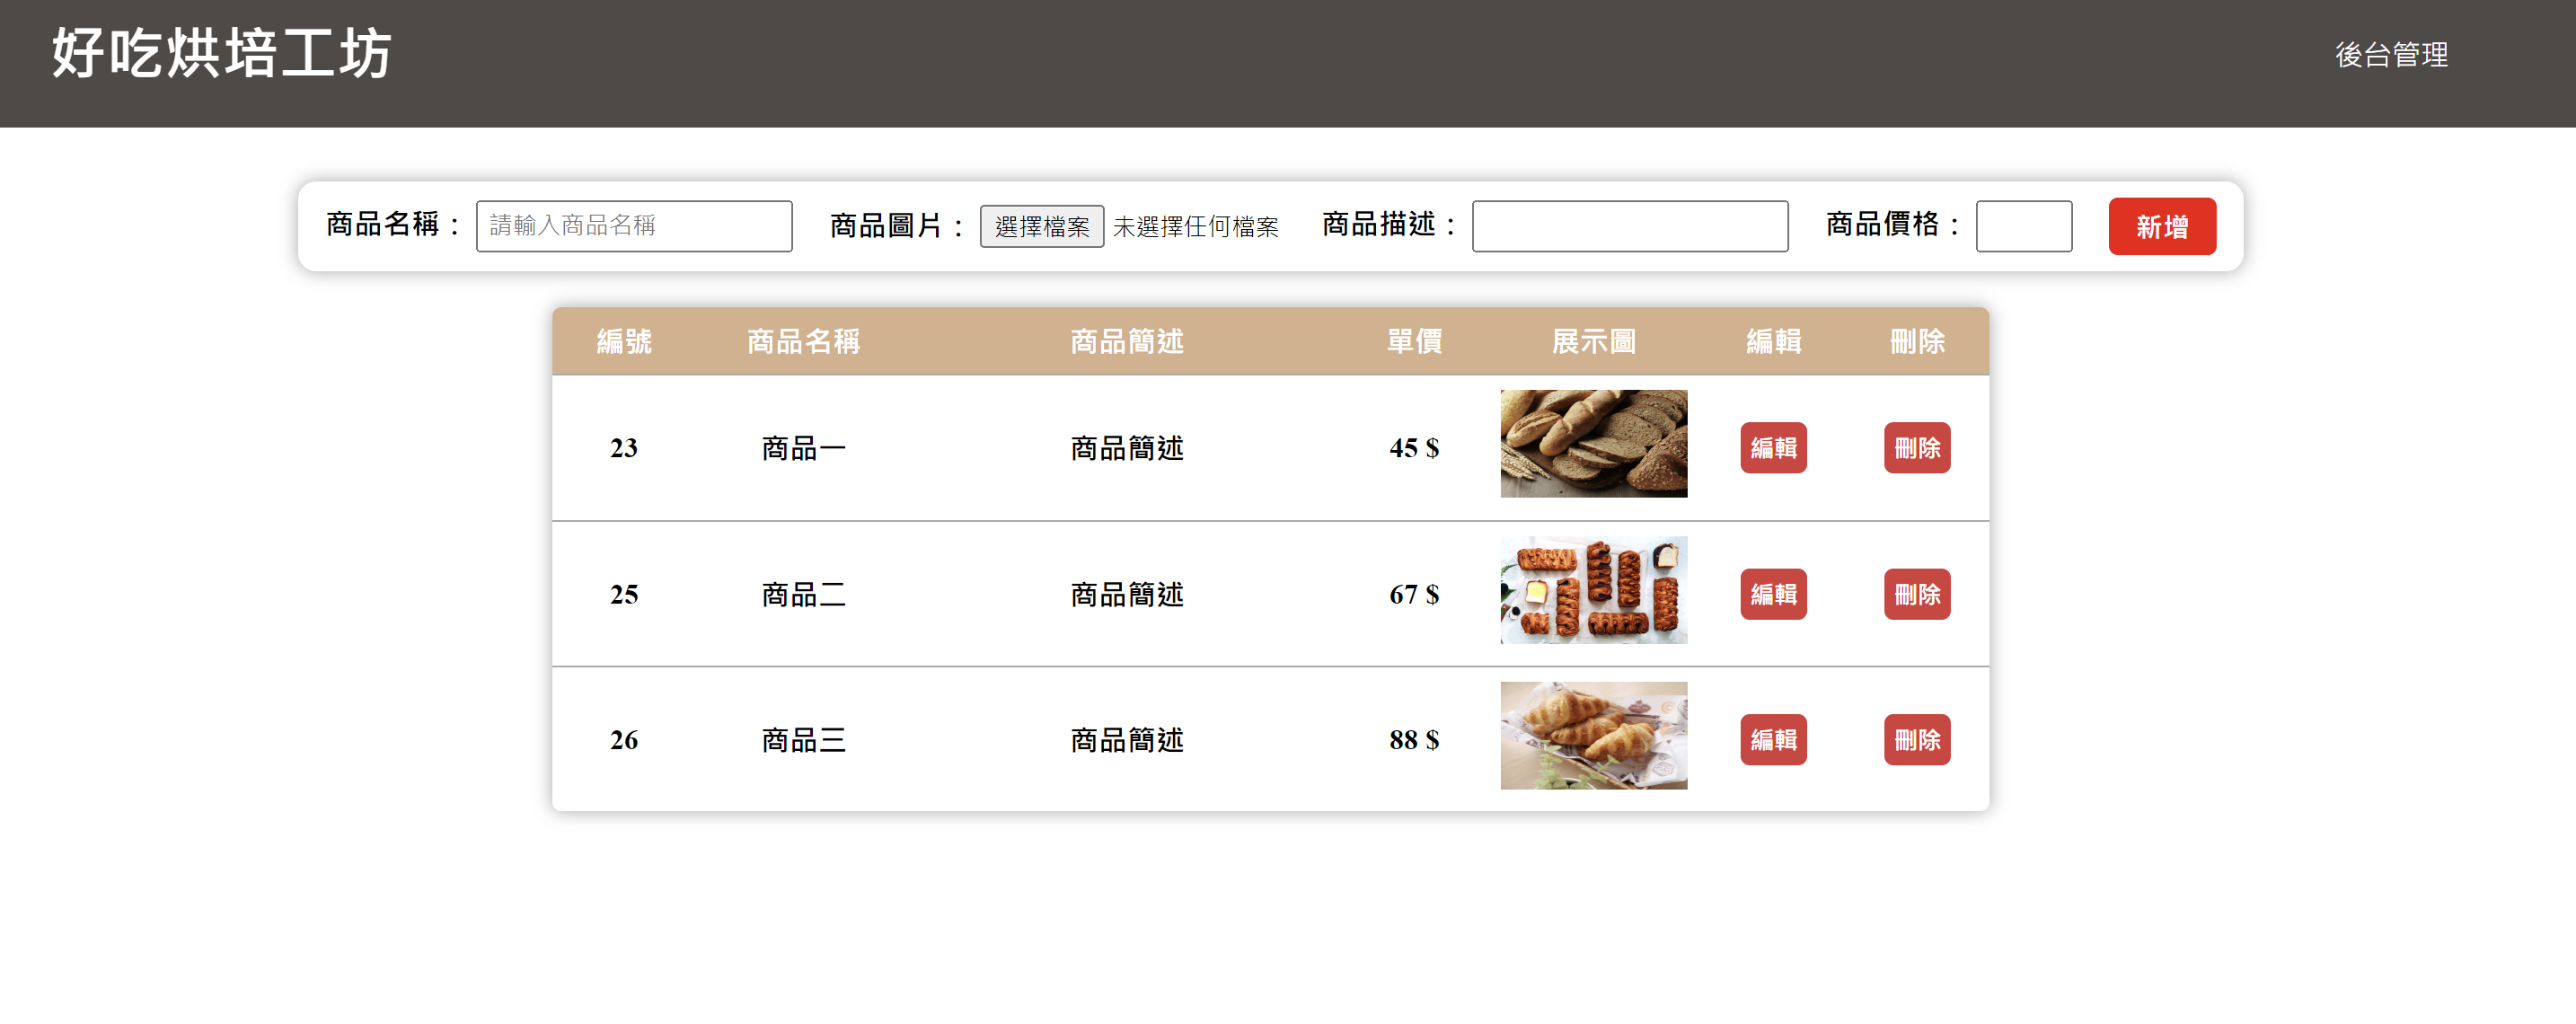 好吃烘培工坊
後台管理
商品名稱： 請輸入商品名稱 商品圖片： 選擇檔案 未選擇任何檔案 商品描述： 商品價格： 新增
編號 商品名稱 商品簡述 單價 展示圖 編輯 刪除
23 商品一 商品簡述 45 $ 編輯 刪除
25 商品二 商品簡述 67 $ 編輯 刪除
26 商品三 商品簡述 88 $ 編輯 刪除